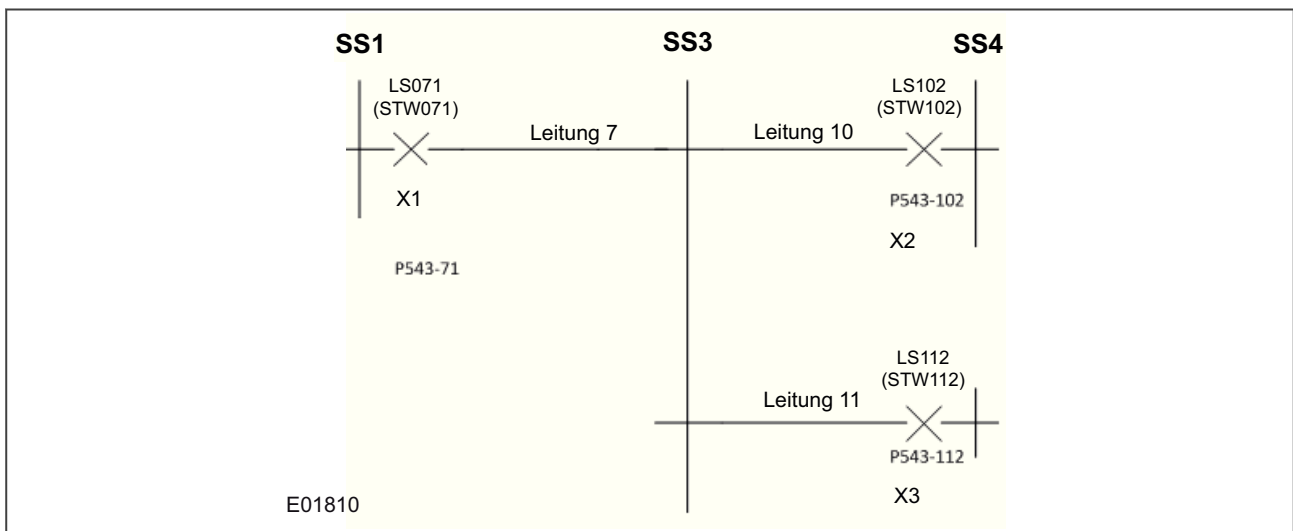 SS1
SS3
SS4
LS071
(STW071)
Leitung 7
X1
P543-71
Leitung 10
LS102
(STW102)
P543-102
X2
LS112
(STW112)
Leitung 11
P543-112
X3
E01810